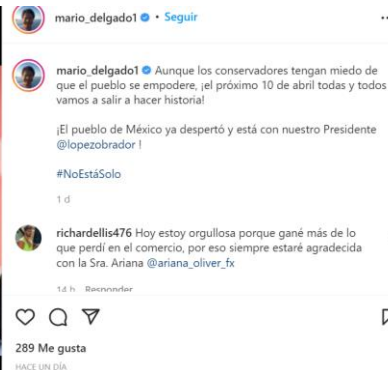 mario_delgado1 • Seguir
mario_delgado1 Aunque los conservadores tengan miedo de
que el pueblo se empodere, ¡el próximo 10 de abril todas y todos
vamos a salir a hacer historia!
¡El pueblo de México ya despertó y está con nuestro Presidente
@lopezobrador !
#NoEstáSolo
1 d
richardellis476 Hoy estoy orgullosa porque gané más de lo
que perdí en el comercio, por eso siempre estaré agradecida
con la Sra. Ariana @ariana_oliver_fx
14 h Responder
289 Me gusta
HACE UN DÍA